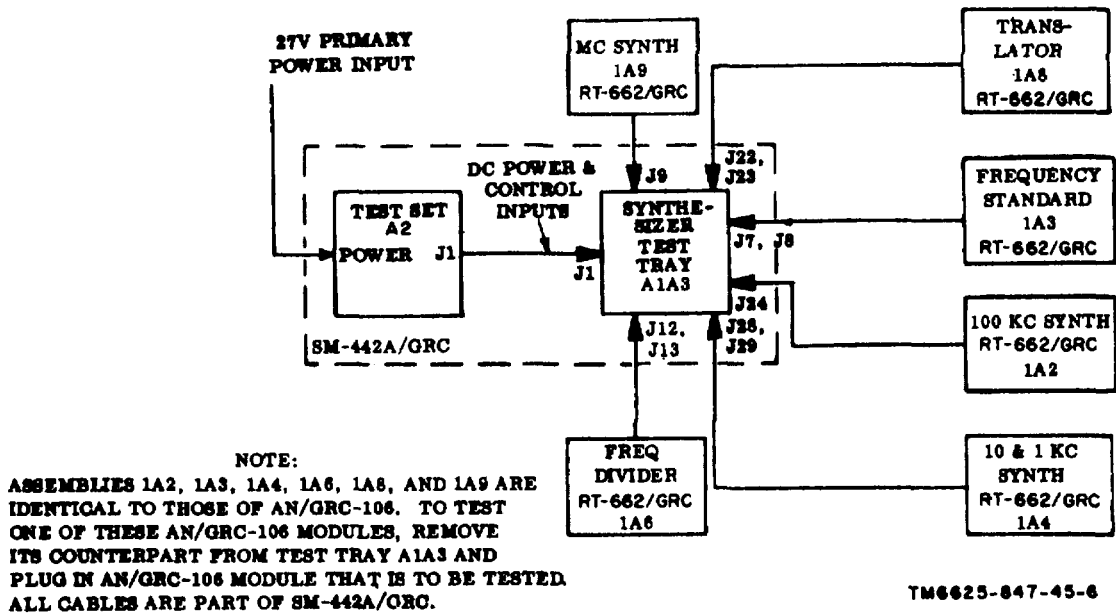 27V PRIMARY
POWER INPUT
MC SYNTH
1A9
RT-662/GRC
TRANS-
LATOR
1A8
RT-662/GRC
DC POWER &
CONTROL
INPUTS
J9
J22,
J23
TEST SET
A2
POWER
J1
J1
SYNTHE-
SIZER
TEST
TRAY
A1A3
J7, J8
FREQUENCY
STANDARD
1A3
RT-662/GRC
J24
100 KC SYNTH
RT-662/GRC
1A2
SM-442A/GRC
J12,
J13
J28,
J29
FREQ
DIVIDER
RT-662/GRC
1A6
10 & 1 KC
SYNTH
RT-662/GRC
1A4
NOTE:
ASSEMBLIES 1A2, 1A3, 1A4, 1A6, 1A8, AND 1A9 ARE
IDENTICAL TO THOSE OF AN/GRC-106. TO TEST
ONE OF THESE AN/GRC-106 MODULES, REMOVE
ITS COUNTERPART FROM TEST TRAY A1A3 AND
PLUG IN AN/GRC-106 MODULE THAT IS TO BE TESTED.
ALL CABLES ARE PART OF SM-442A/GRC.
TM6625-847-45-6